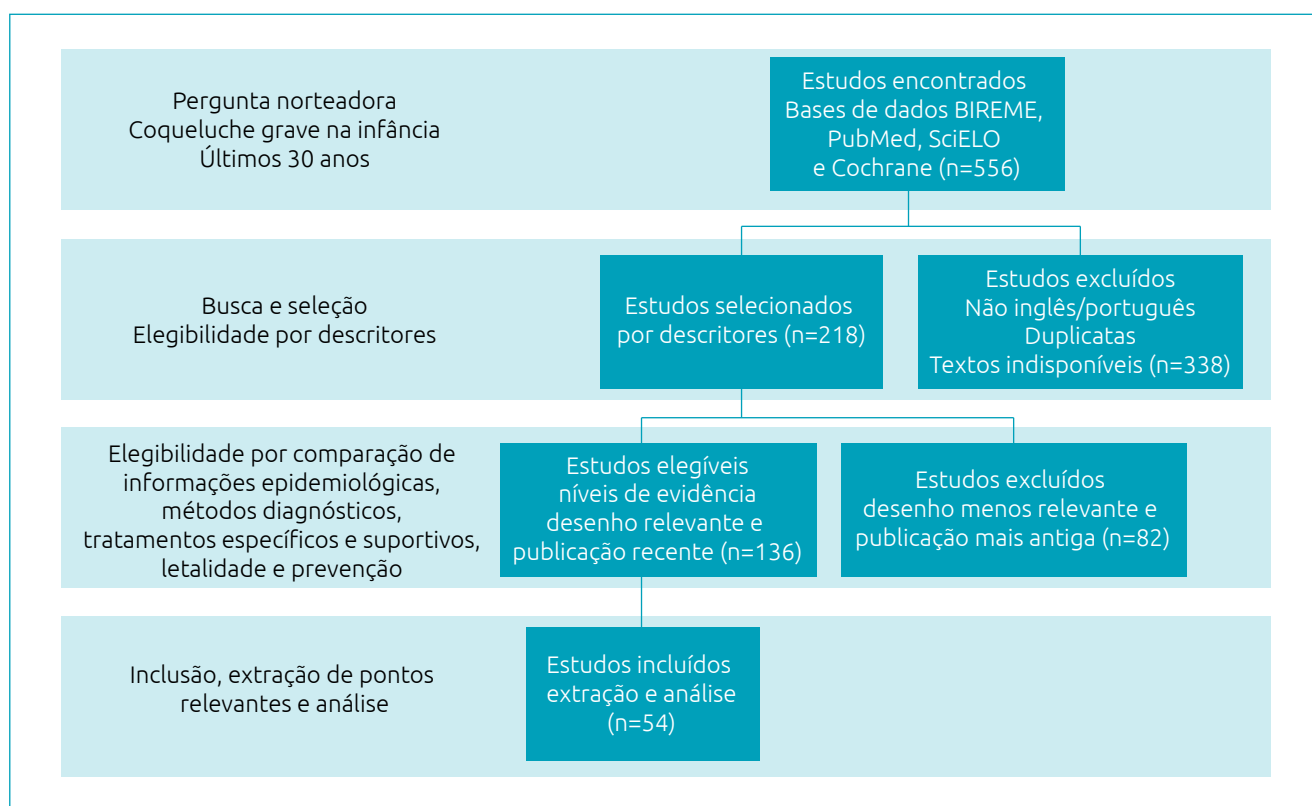 Pergunta norteadora
Coqueluche grave na infância
Últimos 30 anos
Estudos encontrados
Bases de dados BIREME,
PubMed, SciELO
e Cochrane (n=556)
Busca e seleção
Elegibilidade por descritores
Estudos selecionados
por descritores (n=218)
Estudos excluídos
Não inglês/português
Duplicatas
Textos indisponíveis (n=338)
Elegibilidade por comparação de
informações epidemiológicas,
métodos diagnósticos,
tratamentos específicos e suportivos,
letalidade e prevenção
Estudos elegíveis
níveis de evidência
desenho relevante e
publicação recente (n=136)
Estudos excluídos
desenho menos relevante e
publicação mais antiga (n=82)
Inclusão, extração de pontos
relevantes e análise
Estudos incluídos
extração e análise
(n=54)